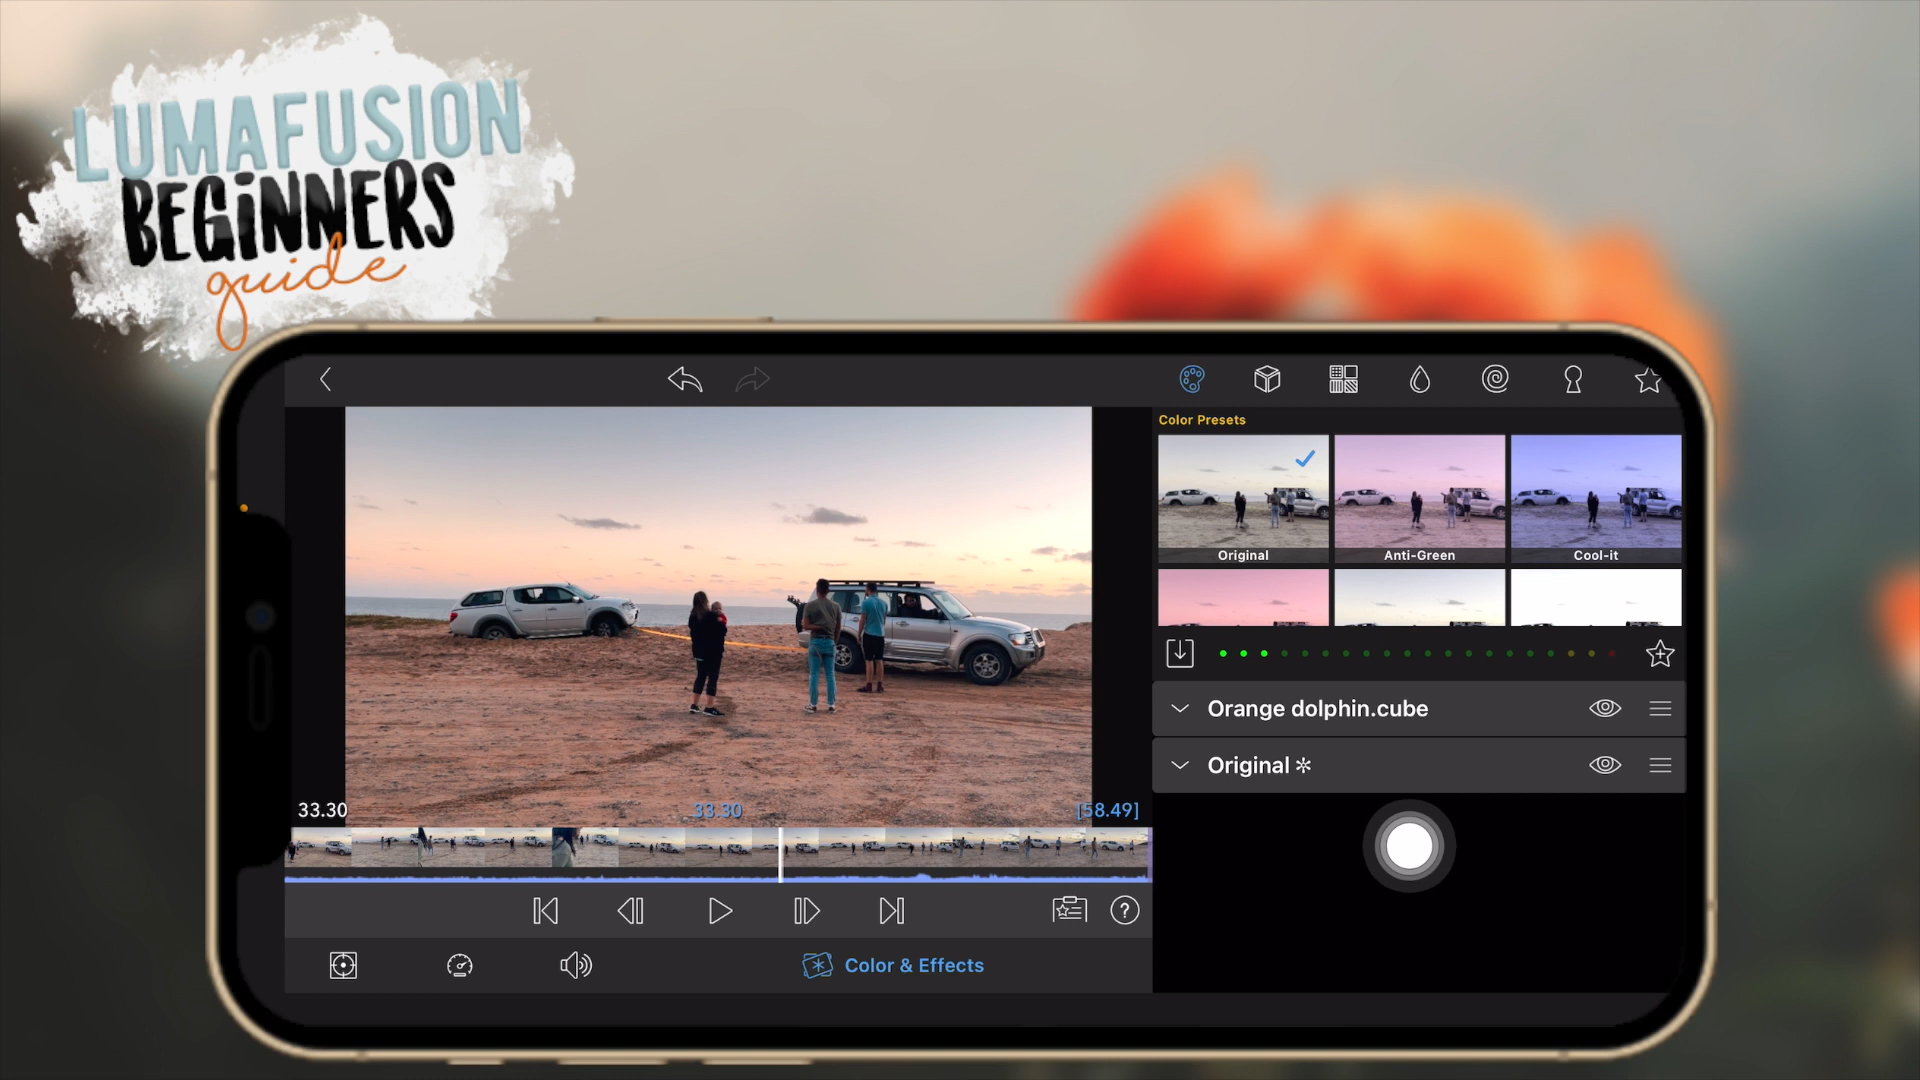 LUMAFUSION
BEGiNNERS
guide
Color Presets
Original
Anti-Green
Cool-it
Orange dolphin.cube
Original ✲
33.30
33.30
[58.49]
?
Color & Effects